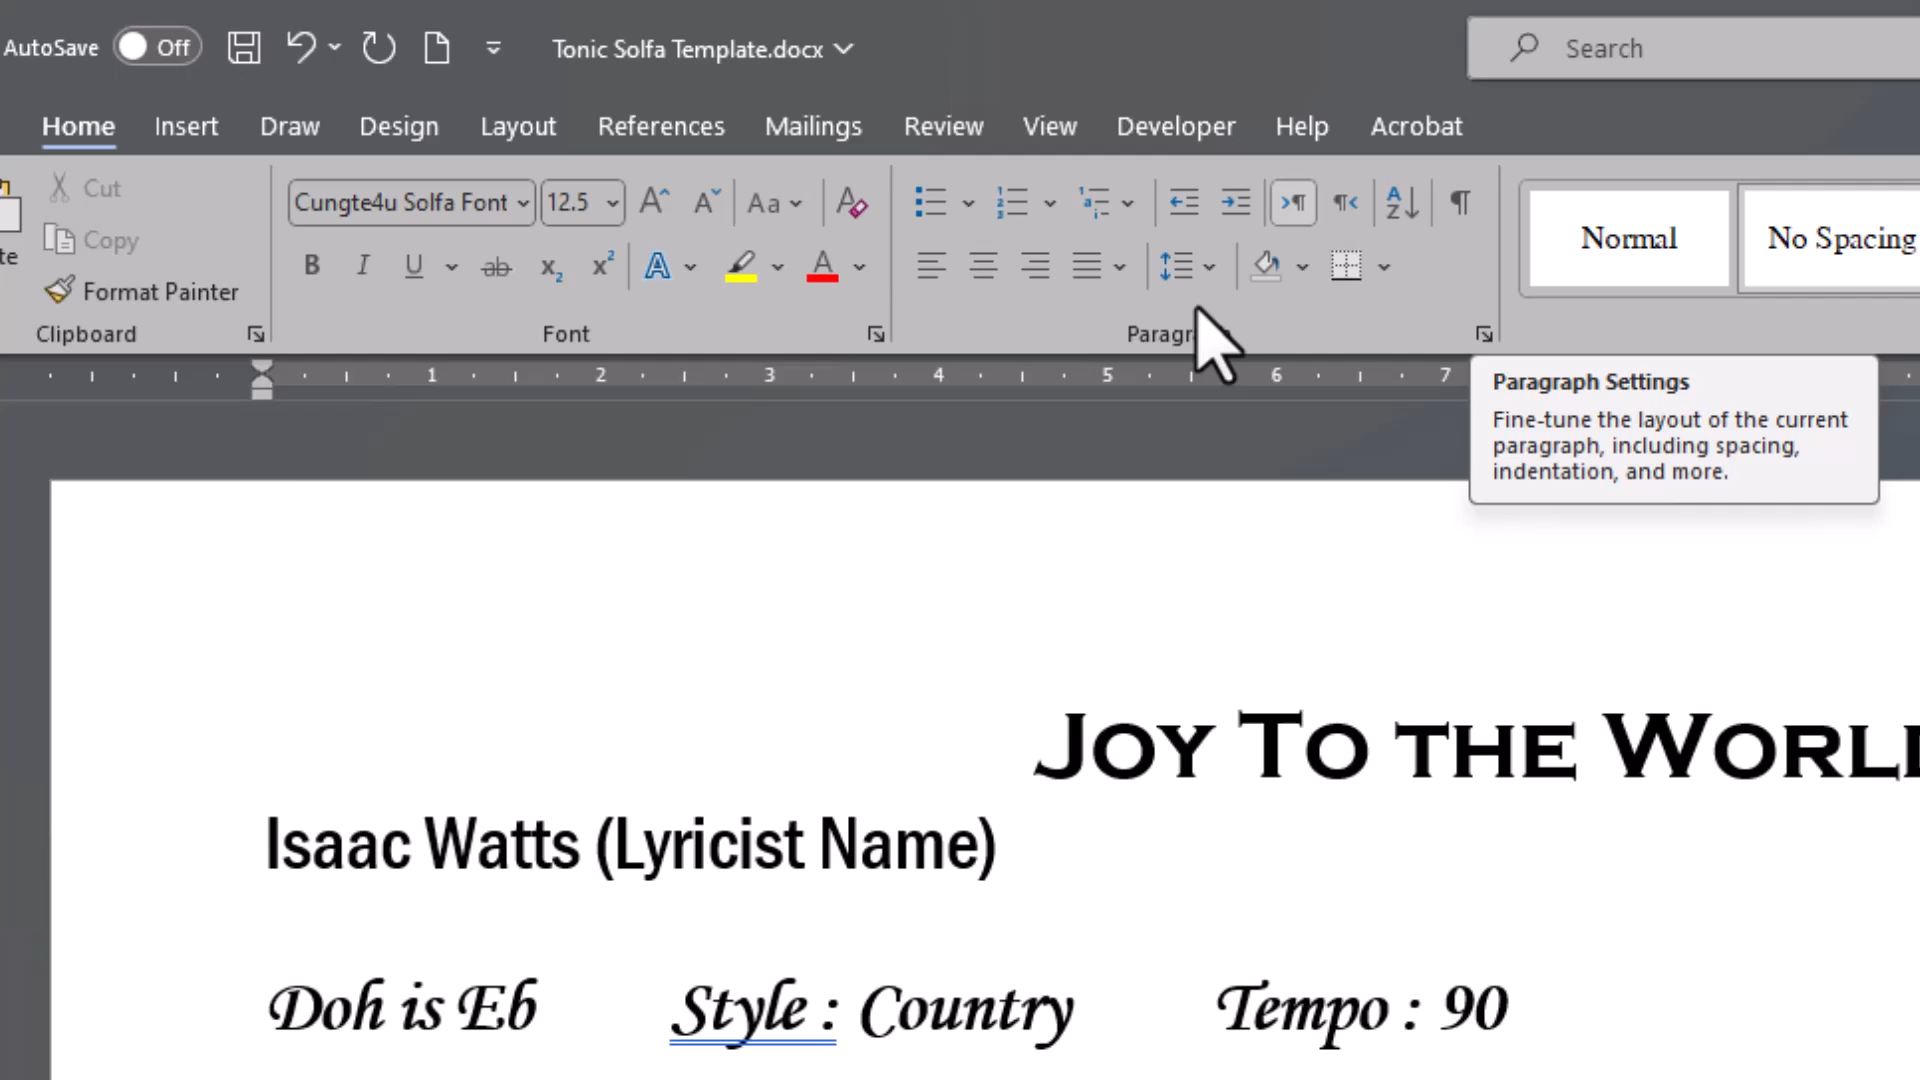 AutoSave Off Tonic Solfa Template.docx Search
Home Insert Draw Design Layout References Mailings Review View Developer Help Acrobat
Cut
Copy
Format Painter
Clipboard
Cungte4u Solfa Font 12.5
Font
Normal No Spacing
1 2 3 4 5 6 7
Paragraph Settings
Fine-tune the layout of the current
paragraph, including spacing,
indentation, and more.
Joy To the World
Isaac Watts (Lyricist Name)
Doh is Eb Style : Country Tempo : 90